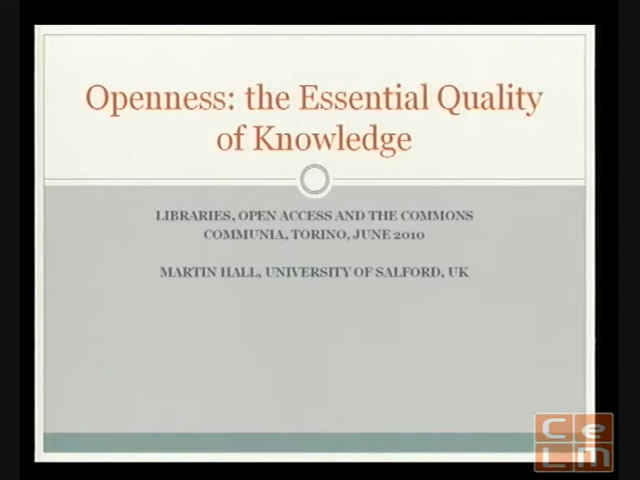 Openness: the Essential Quality
of Knowledge
LIBRARIES, OPEN ACCESS AND THE COMMONS
COMMUNIA, TORINO, JUNE 2010
MARTIN HALL, UNIVERSITY OF SALFORD, UK
C e
L m